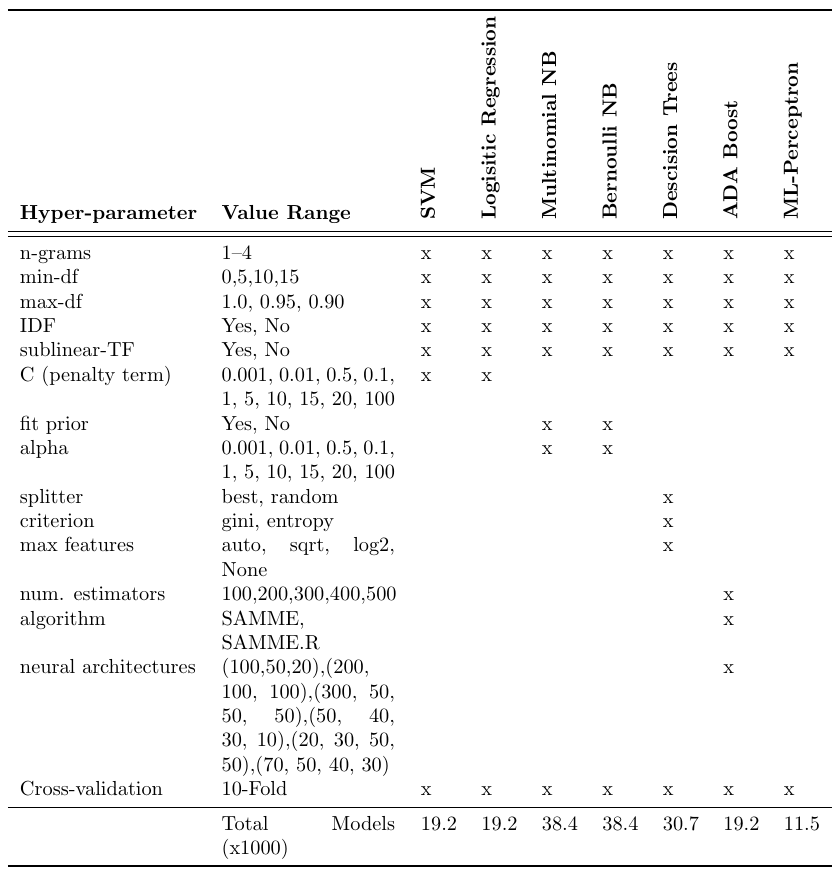 Hyper-parameter Value Range SVM Logisitic Regression Multinomial NB Bernoulli NB Descision Trees ADA Boost ML-Perceptron
n-grams 1–4 x x x x x x x
min-df 0,5,10,15 x x x x x x x
max-df 1.0, 0.95, 0.90 x x x x x x x
IDF Yes, No x x x x x x x
sublinear-TF Yes, No x x x x x x x
C (penalty term) 0.001, 0.01, 0.5, 0.1, x x
1, 5, 10, 15, 20, 100
fit prior Yes, No x x
alpha 0.001, 0.01, 0.5, 0.1, x x
1, 5, 10, 15, 20, 100
splitter best, random x
criterion gini, entropy x
max features auto, sqrt, log2, x
None
num. estimators 100,200,300,400,500 x
algorithm SAMME, x
SAMME.R
neural architectures (100,50,20),(200, x
100, 100),(300, 50,
50, 50),(50, 40,
30, 10),(20, 30, 50,
50),(70, 50, 40, 30)
Cross-validation 10-Fold x x x x x x x
Total Models 19.2 19.2 38.4 38.4 30.7 19.2 11.5
(x1000)